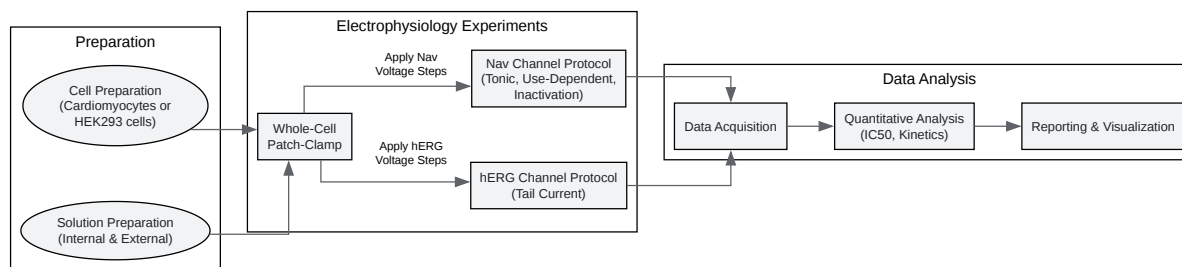 Preparation
Cell Preparation
(Cardiomyocytes or
HEK293 cells)
Solution Preparation
(Internal & External)
Electrophysiology Experiments
Whole-Cell
Patch-Clamp
Apply Nav
Voltage Steps
Apply hERG
Voltage Steps
Nav Channel Protocol
(Tonic, Use-Dependent,
Inactivation)
hERG Channel Protocol
(Tail Current)
Data Analysis
Data Acquisition
Quantitative Analysis
(IC50, Kinetics)
Reporting & Visualization